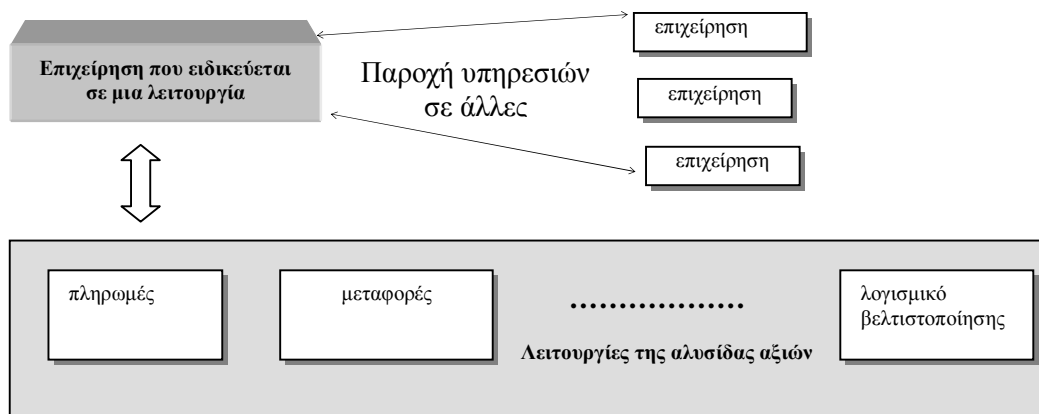 επιχείρηση
Επιχείρηση που ειδικεύεται
σε μια λειτουργία
Παροχή υπηρεσιών
σε άλλες
επιχείρηση
επιχείρηση
πληρωμές
μεταφορές
..................
λογισμικό
βελτιστοποίησης
Λειτουργίες της αλυσίδας αξιών